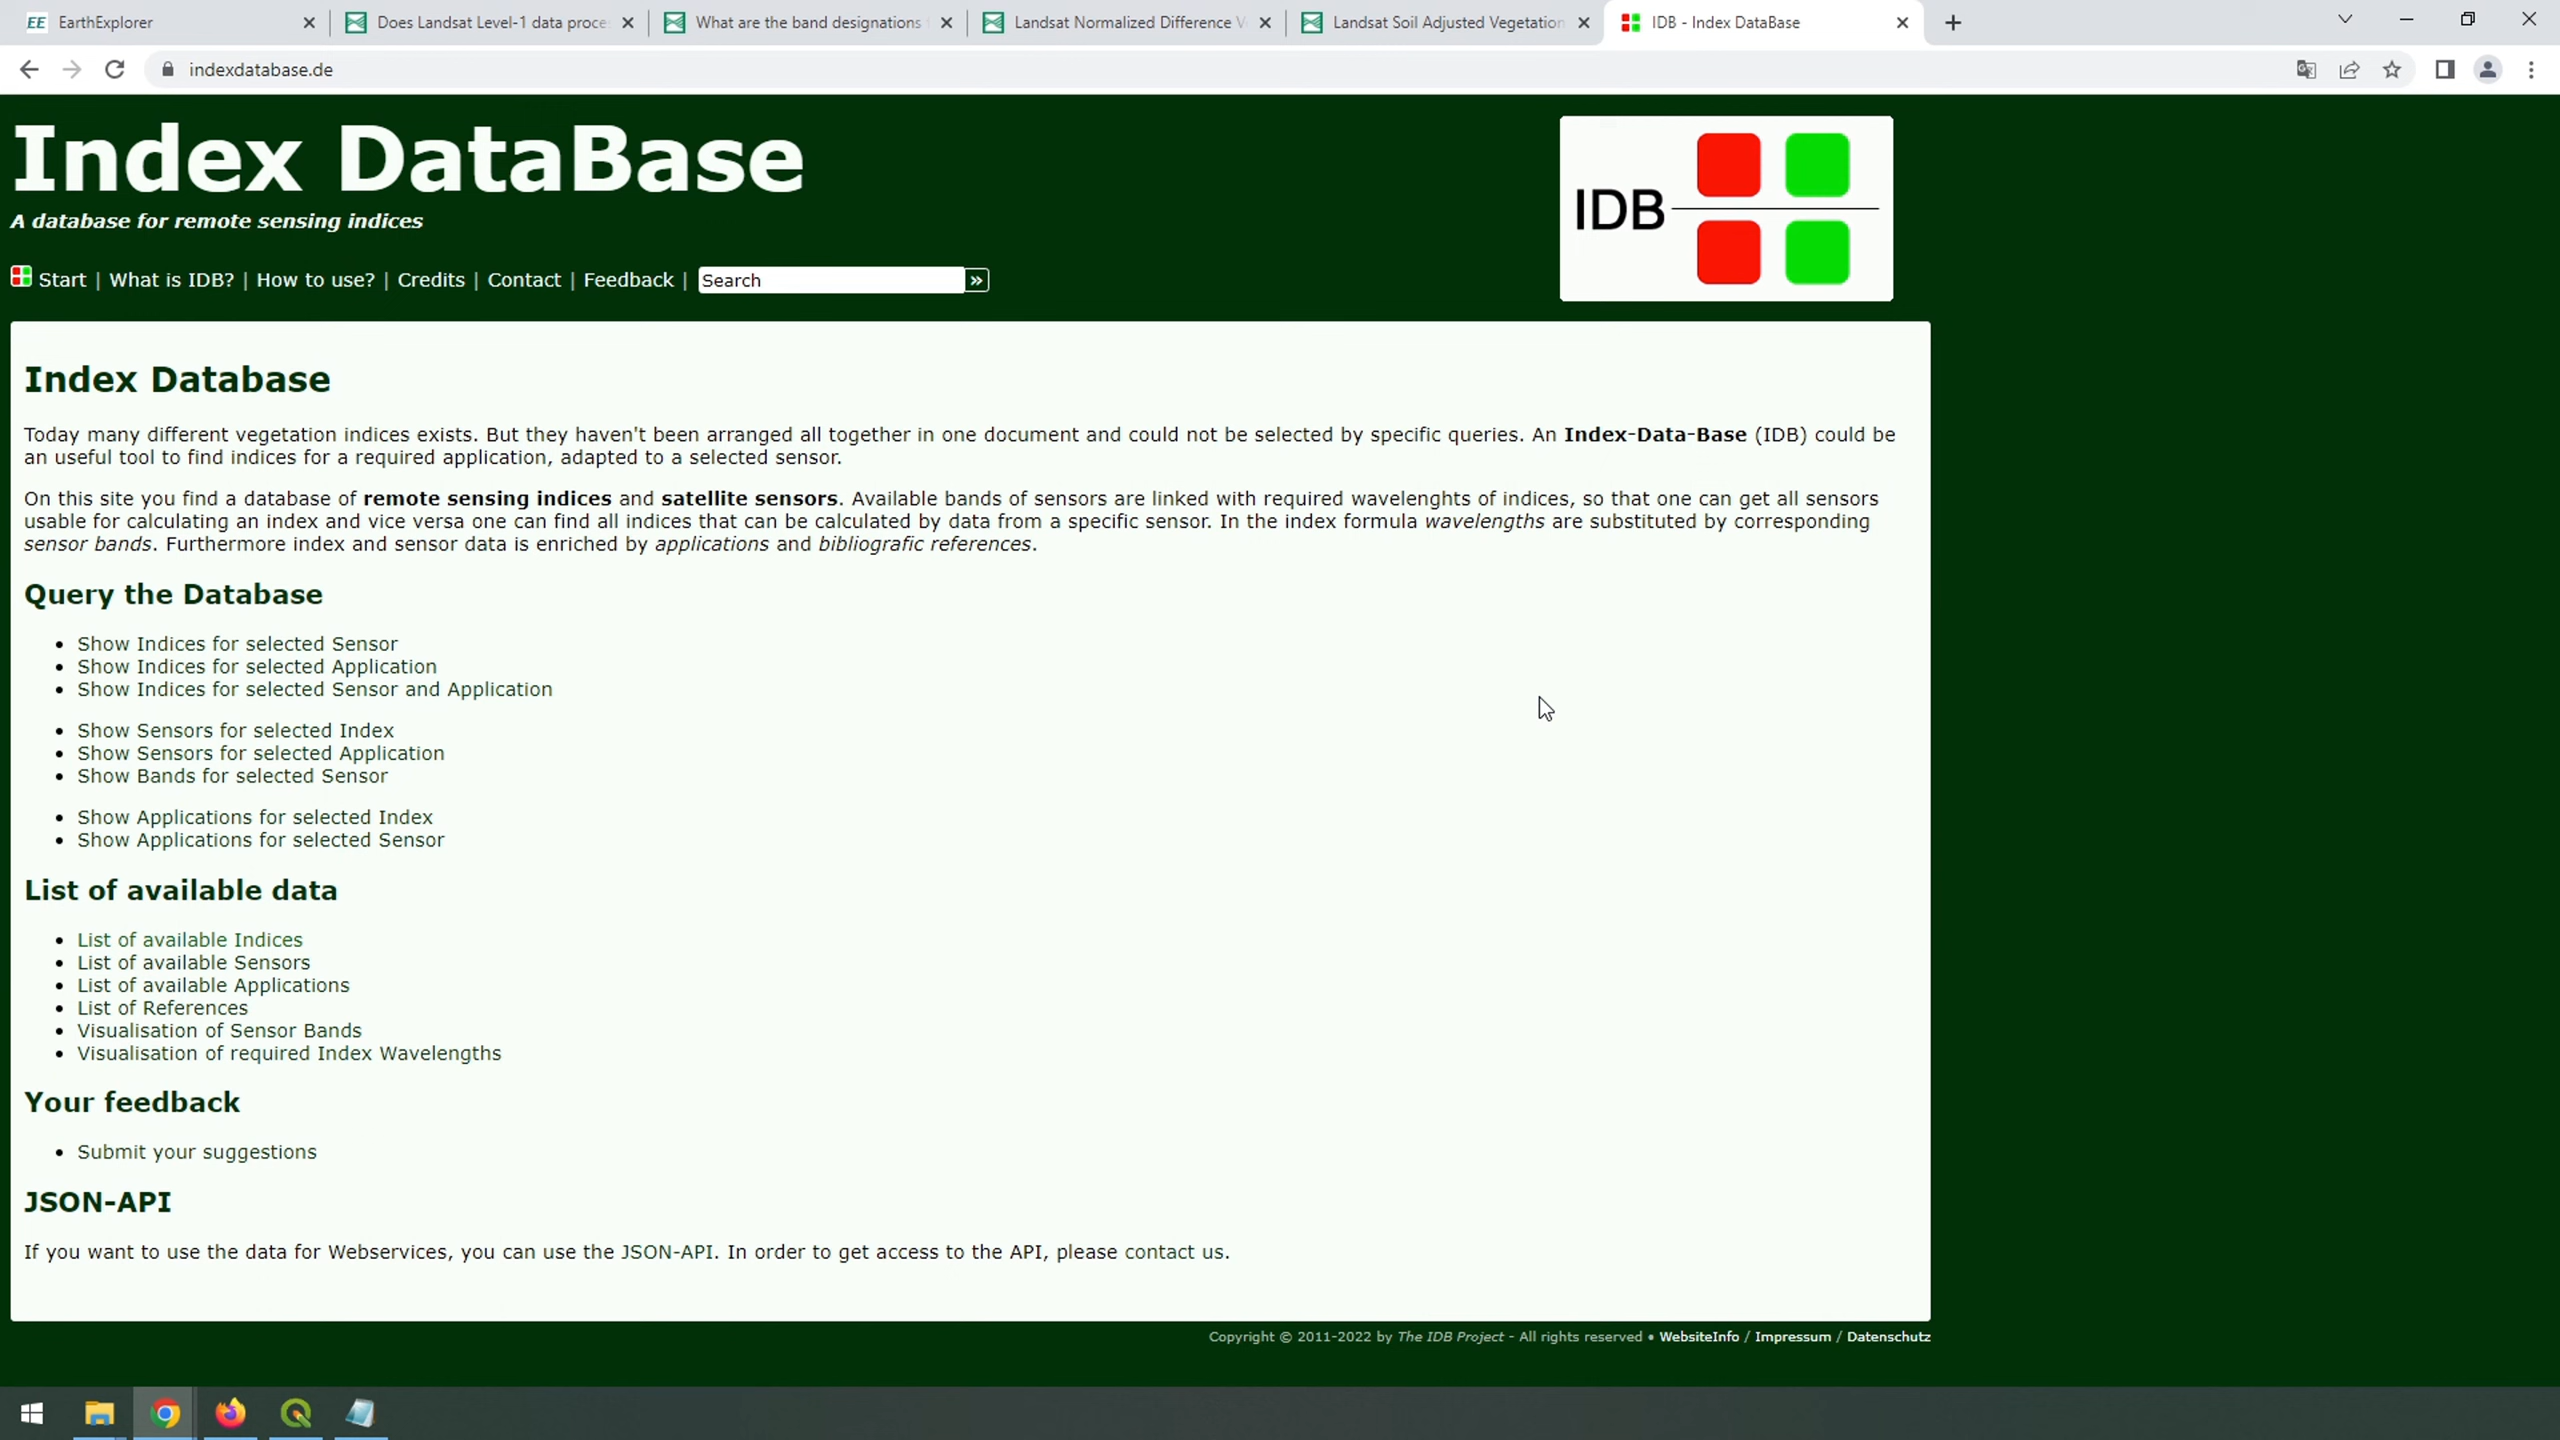 EE EarthExplorer
Does Landsat Level-1 data proce
What are the band designations
Landsat Normalized Difference V
Landsat Soil Adjusted Vegetation
IDB - Index DataBase
indexdatabase.de
Index DataBase
A database for remote sensing indices
IDB
Start | What is IDB? | How to use? | Credits | Contact | Feedback | Search »
Index Database
Today many different vegetation indices exists. But they haven't been arranged all together in one document and could not be selected by specific queries. An Index-Data-Base (IDB) could be
an useful tool to find indices for a required application, adapted to a selected sensor.
On this site you find a database of remote sensing indices and satellite sensors. Available bands of sensors are linked with required wavelenghts of indices, so that one can get all sensors
usable for calculating an index and vice versa one can find all indices that can be calculated by data from a specific sensor. In the index formula wavelengths are substituted by corresponding
sensor bands. Furthermore index and sensor data is enriched by applications and bibliografic references.
Query the Database
• Show Indices for selected Sensor
• Show Indices for selected Application
• Show Indices for selected Sensor and Application
• Show Sensors for selected Index
• Show Sensors for selected Application
• Show Bands for selected Sensor
• Show Applications for selected Index
• Show Applications for selected Sensor
List of available data
• List of available Indices
• List of available Sensors
• List of available Applications
• List of References
• Visualisation of Sensor Bands
• Visualisation of required Index Wavelengths
Your feedback
• Submit your suggestions
JSON-API
If you want to use the data for Webservices, you can use the JSON-API. In order to get access to the API, please contact us.
Copyright © 2011-2022 by The IDB Project - All rights reserved • WebsiteInfo / Impressum / Datenschutz